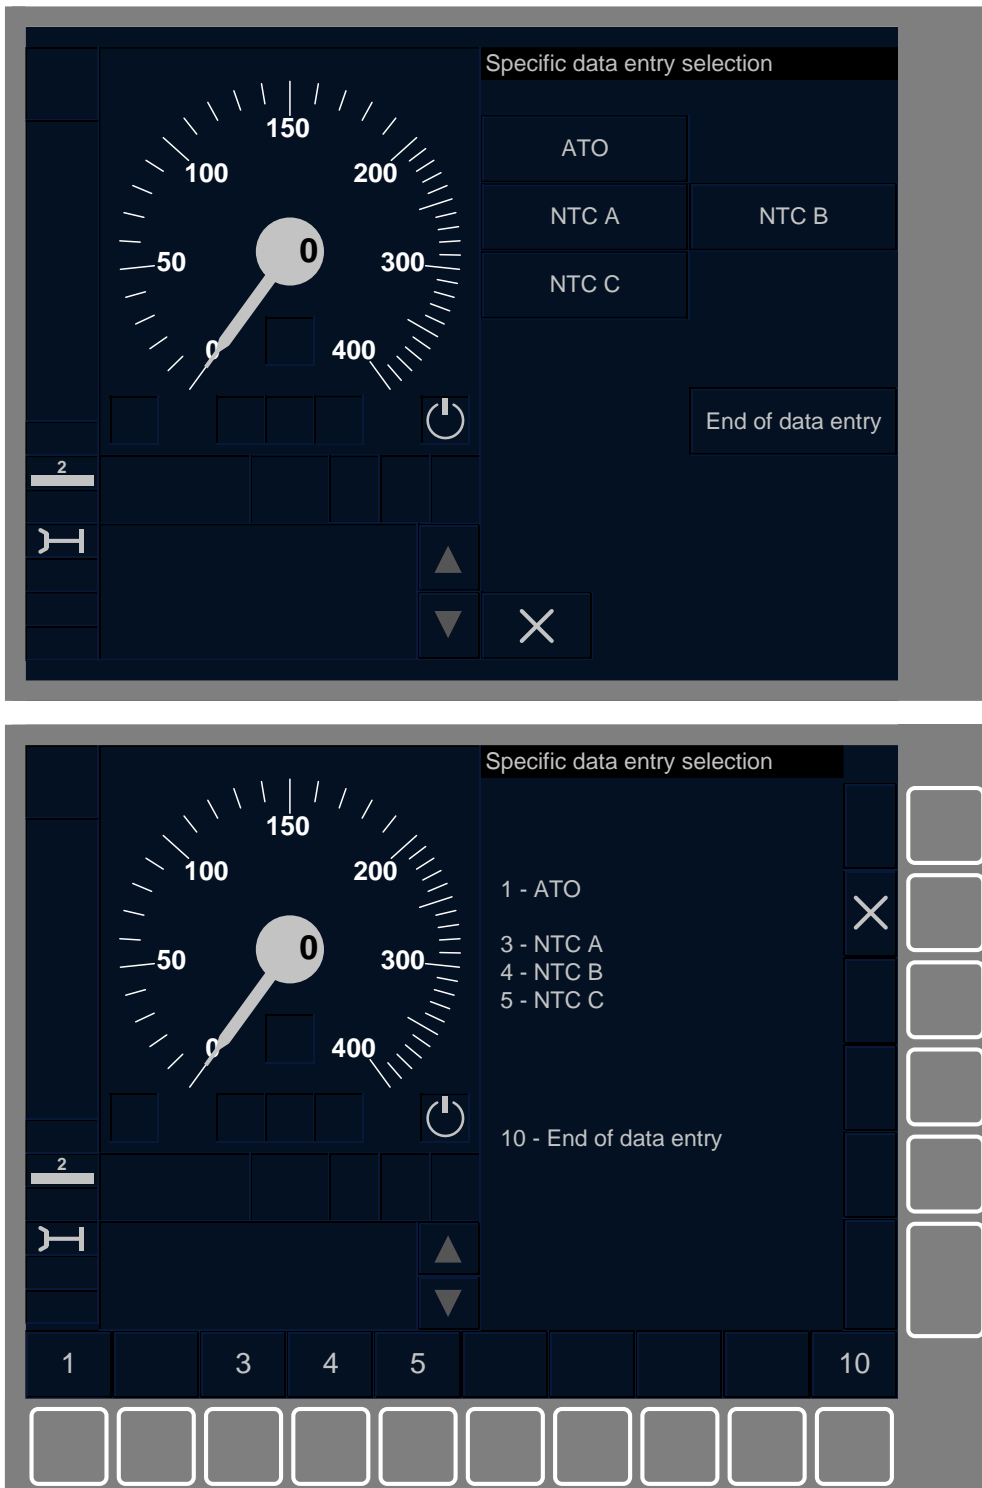 Specific data entry selection
150
100
200
50
0
300
0
400
ATO
NTC A
NTC B
NTC C
End of data entry
2
Specific data entry selection
150
100
200
50
0
300
0
400
1 - ATO
3 - NTC A
4 - NTC B
5 - NTC C
10 - End of data entry
2
1
3
4
5
10